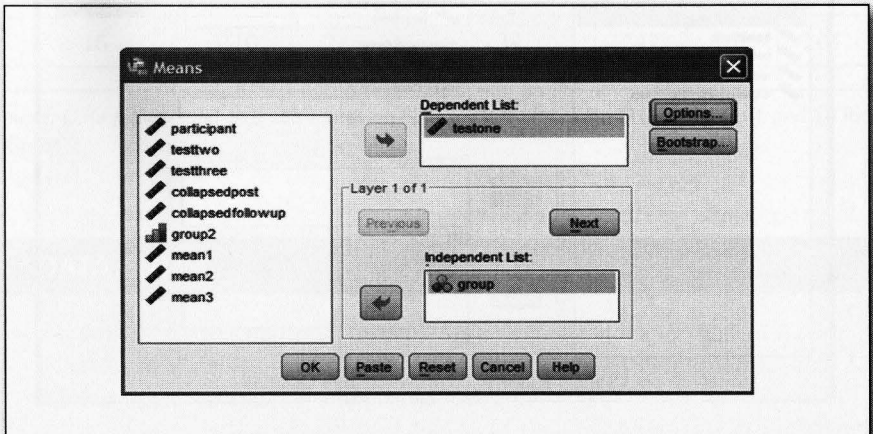 Means
participant
testtwo
testthree
collapsedpost
collapsedfollowup
group2
mean1
mean2
mean3
Dependent List:
testone
Options...
Bootstrap...
Layer 1 of 1
Previous
Next
Independent List:
group
OK
Paste
Reset
Cancel
Help